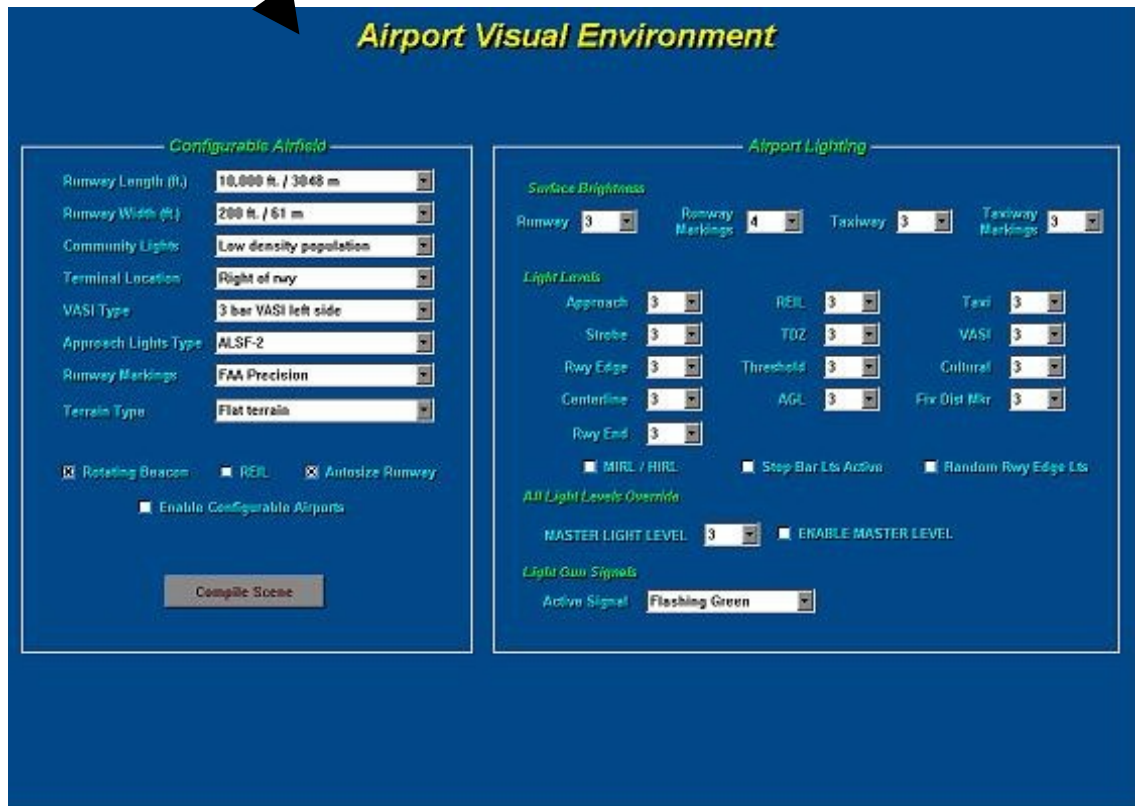 Airport Visual Environment
Configurable Airfield
Runway Length (ft.) 10,000 ft. / 3048 m
Runway Width (ft.) 200 ft. / 61 m
Community Lights Low density population
Terminal Location Right of rwy
VASI Type 3 bar VASI left side
Approach Lights Type ALSF-2
Runway Markings FAA Precision
Terrain Type Flat terrain
Rotating Beacon REIL Autosize Runway
Enable Configurable Airports
Compile Scene
Airport Lighting
Surface Brightness
Runway 3 Runway Markings 4 Taxiway 3 Taxiway Markings 3
Light Levels
Approach 3 REIL 3 Taxi 3
Strobe 3 TDZ 3 VASI 3
Rwy Edge 3 Threshold 3 Cultural 3
Centerline 3 AGL 3 Fix Dist Mkr 3
Rwy End 3
MIRL / HIRL Stop Bar Lts Active Random Rwy Edge Lts
All Light Levels Override
MASTER LIGHT LEVEL 3 ENABLE MASTER LEVEL
Light Gun Signals
Active Signal Flashing Green